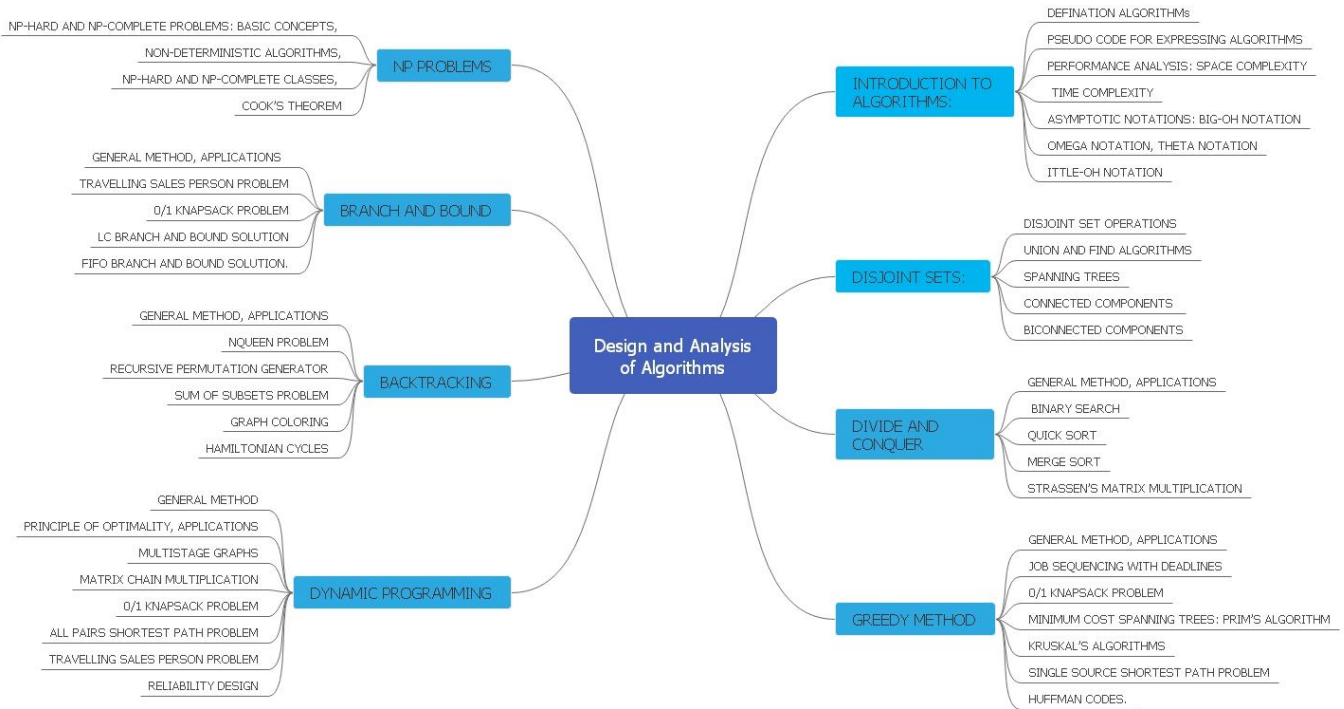 Design and Analysis
of Algorithms
INTRODUCTION TO
ALGORITHMS:
DEFINATION ALGORITHMs
PSEUDO CODE FOR EXPRESSING ALGORITHMS
PERFORMANCE ANALYSIS: SPACE COMPLEXITY
TIME COMPLEXITY
ASYMPTOTIC NOTATIONS: BIG-OH NOTATION
OMEGA NOTATION, THETA NOTATION
ITTLE-OH NOTATION
DISJOINT SETS:
DISJOINT SET OPERATIONS
UNION AND FIND ALGORITHMS
SPANNING TREES
CONNECTED COMPONENTS
BICONNECTED COMPONENTS
DIVIDE AND
CONQUER
GENERAL METHOD, APPLICATIONS
BINARY SEARCH
QUICK SORT
MERGE SORT
STRASSEN'S MATRIX MULTIPLICATION
GREEDY METHOD
GENERAL METHOD, APPLICATIONS
JOB SEQUENCING WITH DEADLINES
0/1 KNAPSACK PROBLEM
MINIMUM COST SPANNING TREES: PRIM'S ALGORITHM
KRUSKAL'S ALGORITHMS
SINGLE SOURCE SHORTEST PATH PROBLEM
HUFFMAN CODES.
NP PROBLEMS
NP-HARD AND NP-COMPLETE PROBLEMS: BASIC CONCEPTS,
NON-DETERMINISTIC ALGORITHMS,
NP-HARD AND NP-COMPLETE CLASSES,
COOK'S THEOREM
BRANCH AND BOUND
GENERAL METHOD, APPLICATIONS
TRAVELLING SALES PERSON PROBLEM
0/1 KNAPSACK PROBLEM
LC BRANCH AND BOUND SOLUTION
FIFO BRANCH AND BOUND SOLUTION.
BACKTRACKING
GENERAL METHOD, APPLICATIONS
NQUEEN PROBLEM
RECURSIVE PERMUTATION GENERATOR
SUM OF SUBSETS PROBLEM
GRAPH COLORING
HAMILTONIAN CYCLES
DYNAMIC PROGRAMMING
GENERAL METHOD
PRINCIPLE OF OPTIMALITY, APPLICATIONS
MULTISTAGE GRAPHS
MATRIX CHAIN MULTIPLICATION
0/1 KNAPSACK PROBLEM
ALL PAIRS SHORTEST PATH PROBLEM
TRAVELLING SALES PERSON PROBLEM
RELIABILITY DESIGN